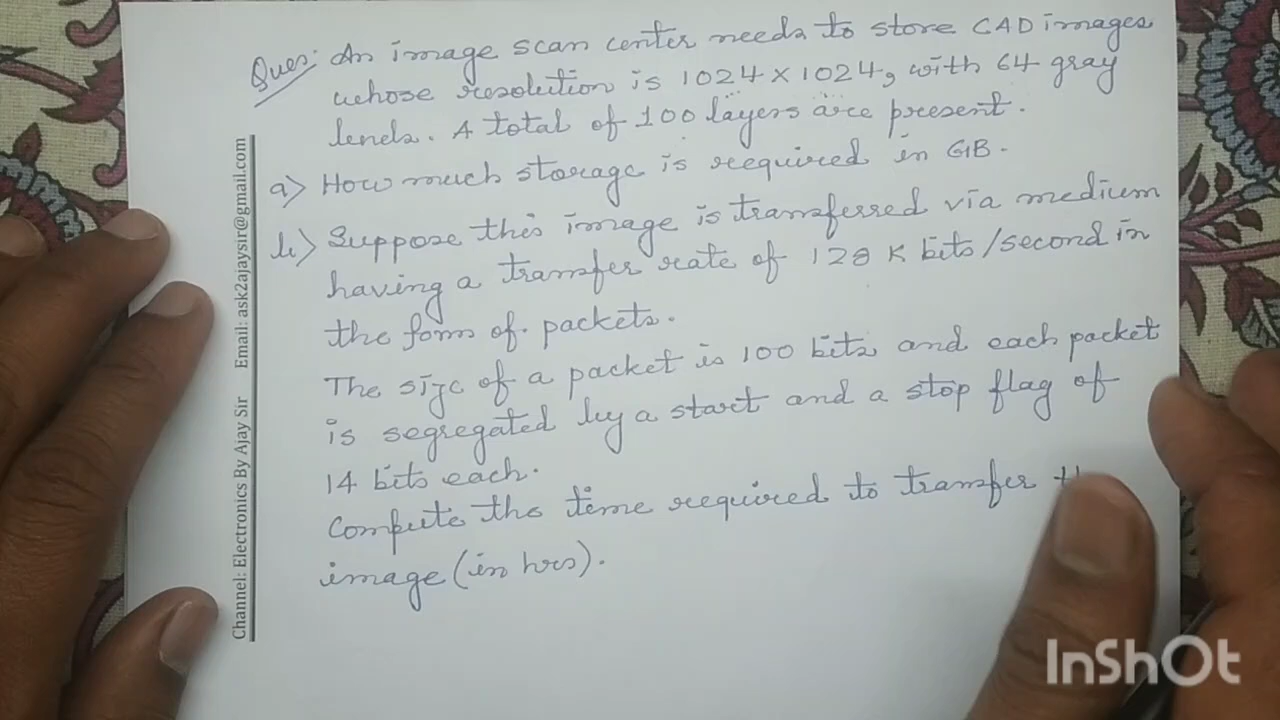 Ques: An image scan center needs to store CAD images
whose resolution is 1024 x 1024, with 64 gray
levels. A total of 100 layers are present.
a) How much storage is required in GB.
b) Suppose this image is transferred via medium
having a transfer rate of 128 K bits/second in
the form of packets.
The size of a packet is 100 bits and each packet
is segregated by a start and a stop flag of
14 bits each.
Compute the time required to transfer
image (in hrs).
Channel: Electronics By Ajay Sir Email: ask2ajaysir@gmail.com
InShOt